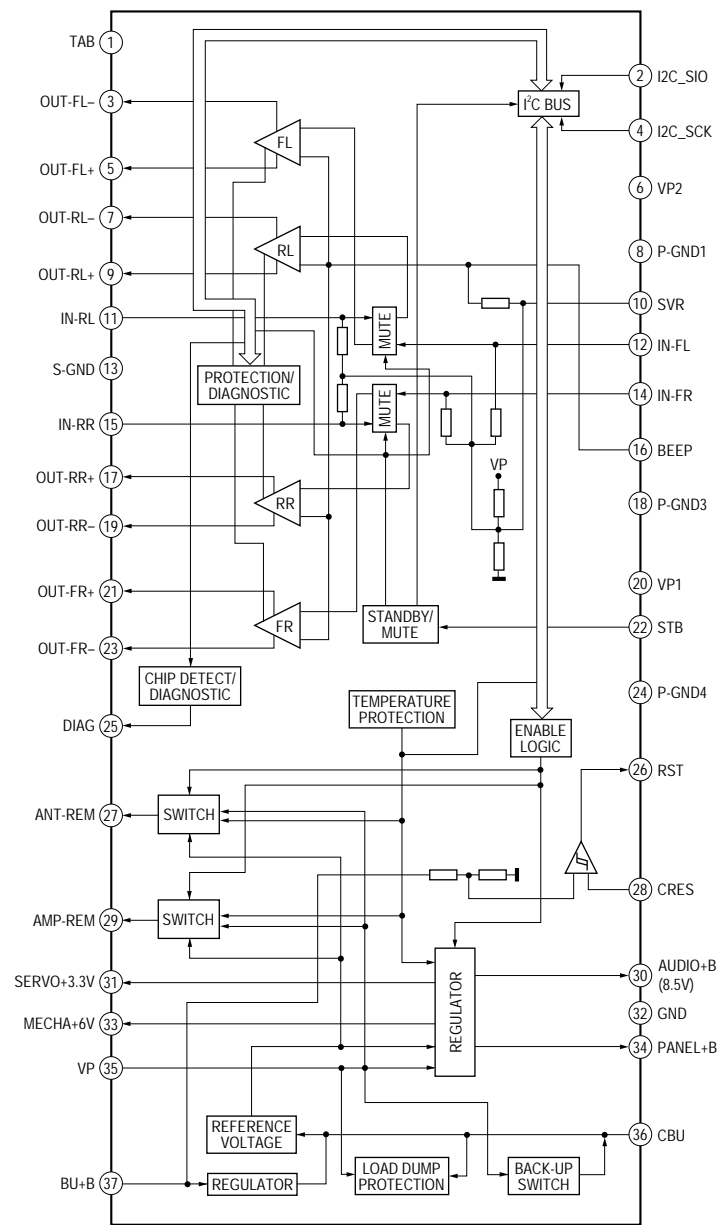 TAB 1
2 I2C_SIO
OUT-FL– 3
I²C BUS
4 I2C_SCK
FL
OUT-FL+ 5
6 VP2
OUT-RL– 7
RL
8 P-GND1
OUT-RL+ 9
10 SVR
IN-RL 11
MUTE
12 IN-FL
S-GND 13
PROTECTION/
DIAGNOSTIC
MUTE
14 IN-FR
IN-RR 15
16 BEEP
VP
OUT-RR+ 17
RR
18 P-GND3
OUT-RR– 19
20 VP1
OUT-FR+ 21
FR
STANDBY/
MUTE
22 STB
OUT-FR– 23
CHIP DETECT/
DIAGNOSTIC
24 P-GND4
TEMPERATURE
PROTECTION
DIAG 25
ENABLE
LOGIC
26 RST
ANT-REM 27
SWITCH
28 CRES
AMP-REM 29
SWITCH
30 AUDIO+B
(8.5V)
SERVO+3.3V 31
REGULATOR
32 GND
MECHA+6V 33
34 PANEL+B
VP 35
REFERENCE
VOLTAGE
36 CBU
LOAD DUMP
PROTECTION
BACK-UP
SWITCH
BU+B 37
REGULATOR